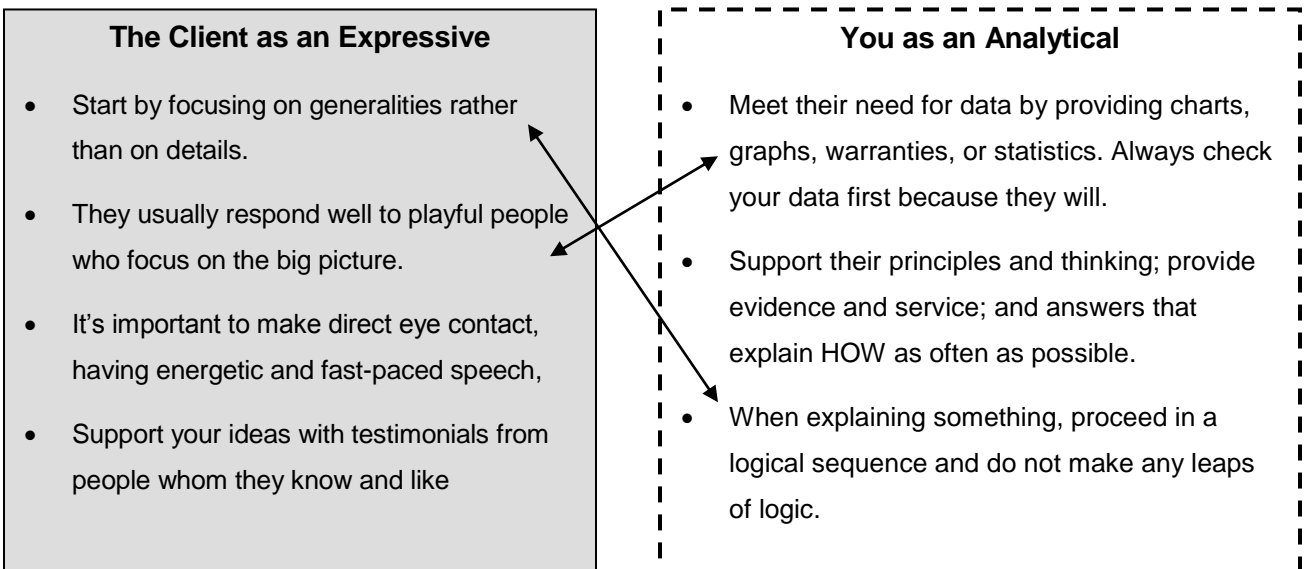 The Client as an Expressive
• Start by focusing on generalities rather
than on details.
• They usually respond well to playful people
who focus on the big picture.
• It’s important to make direct eye contact,
having energetic and fast-paced speech,
• Support your ideas with testimonials from
people whom they know and like
You as an Analytical
• Meet their need for data by providing charts,
graphs, warranties, or statistics. Always check
your data first because they will.
• Support their principles and thinking; provide
evidence and service; and answers that
explain HOW as often as possible.
• When explaining something, proceed in a
logical sequence and do not make any leaps
of logic.